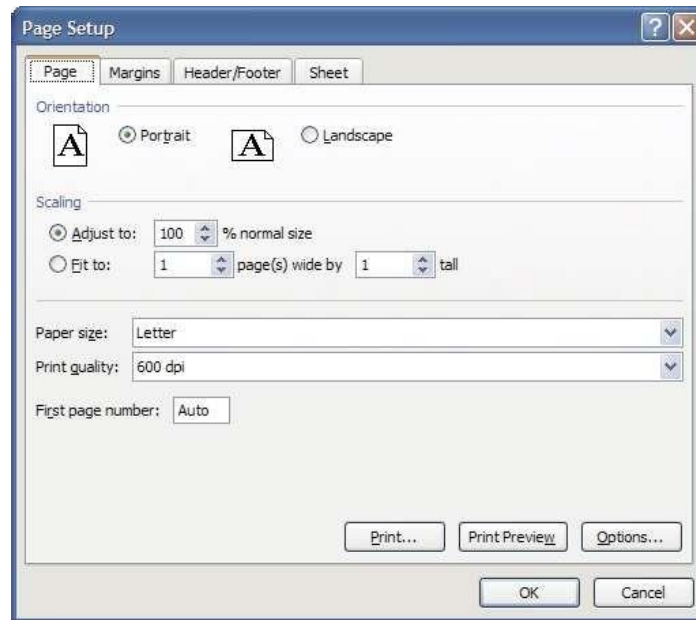 Page Setup
Page Margins Header/Footer Sheet
Orientation
A Portrait A Landscape
Scaling
Adjust to: 100 % normal size
Fit to: 1 page(s) wide by 1 tall
Paper size: Letter
Print quality: 600 dpi
First page number: Auto
Print... Print Preview Options...
OK Cancel